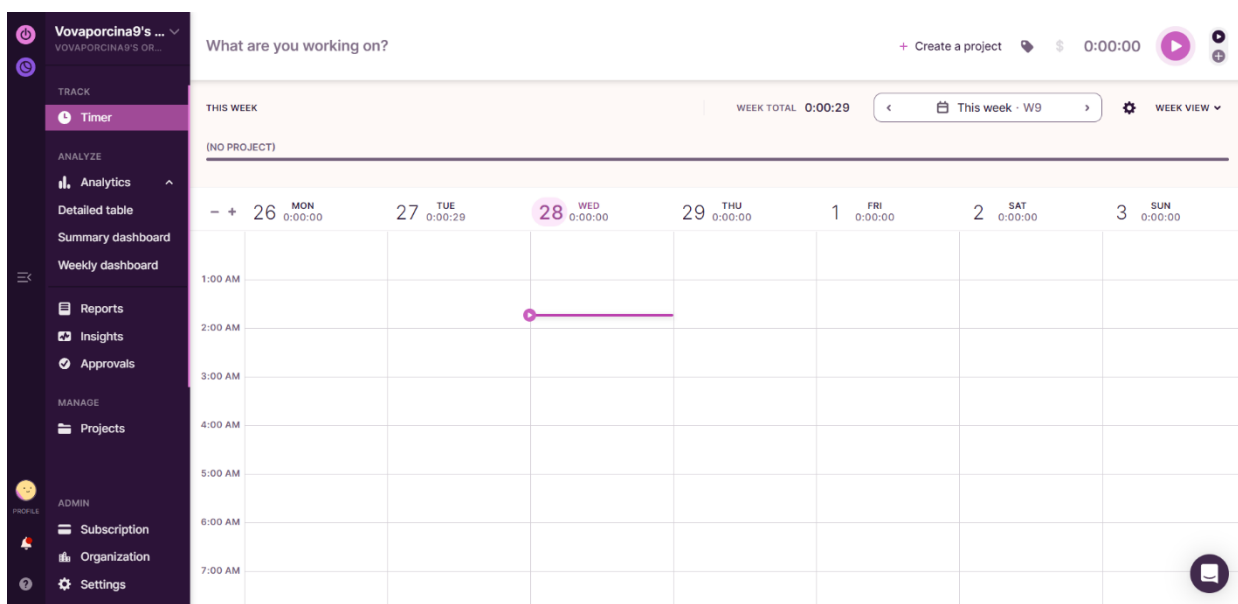 Vovaporcina9's ...
VOVAPORCINA9'S OR...
TRACK
Timer
ANALYZE
Analytics
Detailed table
Summary dashboard
Weekly dashboard
Reports
Insights
Approvals
MANAGE
Projects
ADMIN
Subscription
Organization
Settings
PROFILE
What are you working on?
+ Create a project $ 0:00:00
THIS WEEK WEEK TOTAL 0:00:29 This week · W9 WEEK VIEW
(NO PROJECT)
26 MON 0:00:00
27 TUE 0:00:29
28 WED 0:00:00
29 THU 0:00:00
1 FRI 0:00:00
2 SAT 0:00:00
3 SUN 0:00:00
1:00 AM
2:00 AM
3:00 AM
4:00 AM
5:00 AM
6:00 AM
7:00 AM